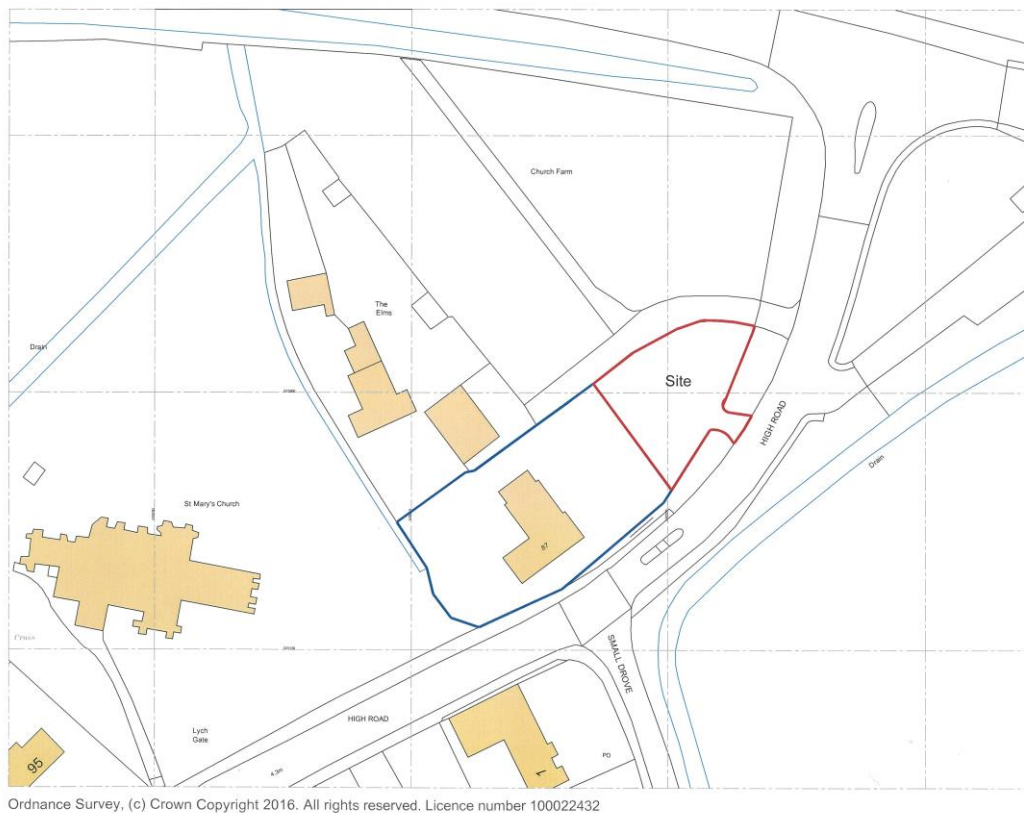 Church Farm
The
Elms
Drain
Site
HIGH ROAD
Drain
St Mary's Church
87
Cross
SMALL DROVE
HIGH ROAD
Lych
Gate
95
4.3m
1
PO
Ordnance Survey, (c) Crown Copyright 2016. All rights reserved. Licence number 100022432